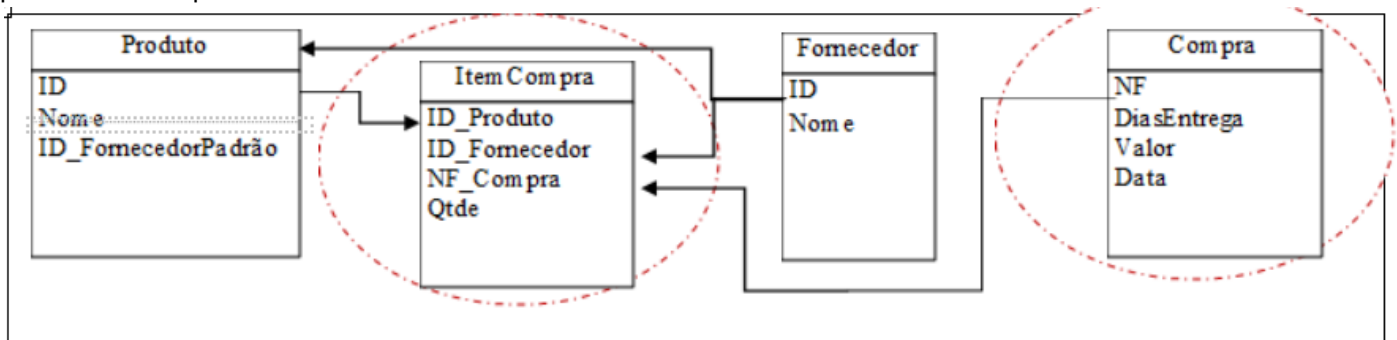 Produto
ID
Nome
ID_FornecedorPadrão
ItemCompra
ID_Produto
ID_Fornecedor
NF_Compra
Qtde
Fornecedor
ID
Nome
Compra
NF
DiasEntrega
Valor
Data